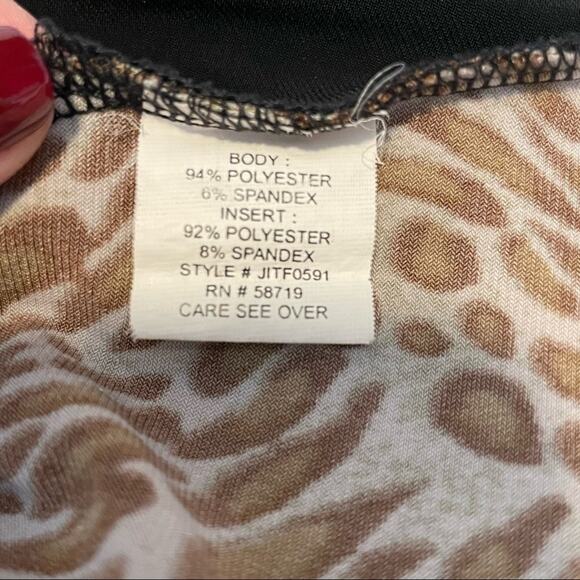 BODY :
94% POLYESTER
6% SPANDEX
INSERT :
92% POLYESTER
8% SPANDEX
STYLE # JITF0591
RN # 58719
CARE SEE OVER